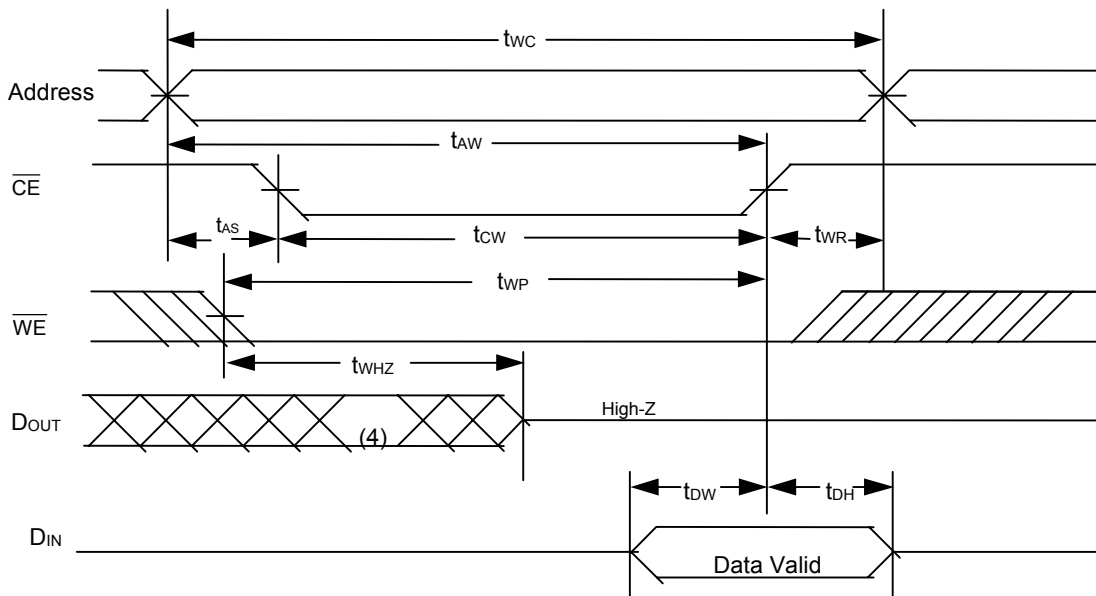 tWC
Address
tAW
CE
tAS
tCW
tWR
tWP
WE
tWHZ
DOUT
(4)
High-Z
tDW
tDH
DIN
Data Valid